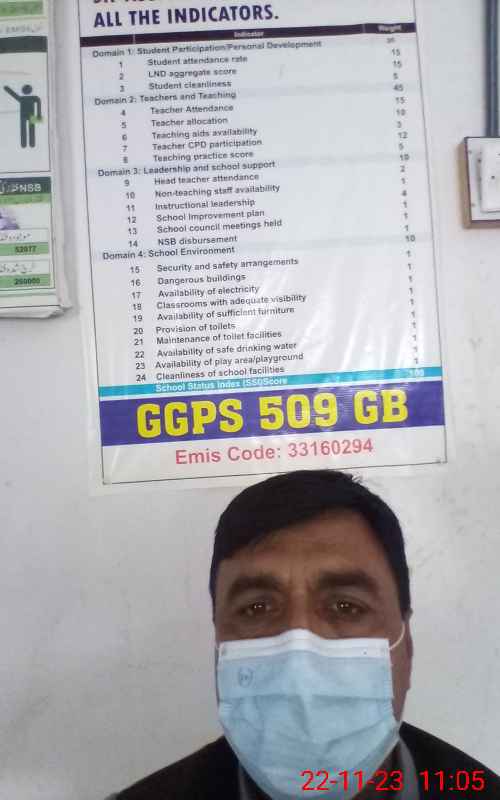 ALL THE INDICATORS.
Indicator Weight
Domain 1: Student Participation/Personal Development
1 Student attendance rate 15
2 LND aggregate score 15
3 Student cleanliness 5
Domain 2: Teachers and Teaching 45
4 Teacher Attendance 15
5 Teacher allocation 10
6 Teaching aids availability 3
7 Teacher CPD participation 12
8 Teaching practice score 5
Domain 3: Leadership and school support 10
9 Head teacher attendance 2
10 Non-teaching staff availability 1
11 Instructional leadership 4
12 School Improvement plan 1
13 School council meetings held 1
14 NSB disbursement 1
Domain 4: School Environment 10
15 Security and safety arrangements 1
16 Dangerous buildings 1
17 Availability of electricity 1
18 Classrooms with adequate visibility 1
19 Availability of sufficient furniture 1
20 Provision of toilets 1
21 Maintenance of toilet facilities 1
22 Availability of safe drinking water 1
23 Availability of play area/playground 1
24 Cleanliness of school facilities 1
School Status Index (SSI)Score 100
GGPS 509 GB
Emis Code: 33160294
NSB
52077
260000
22-11-23 11:05